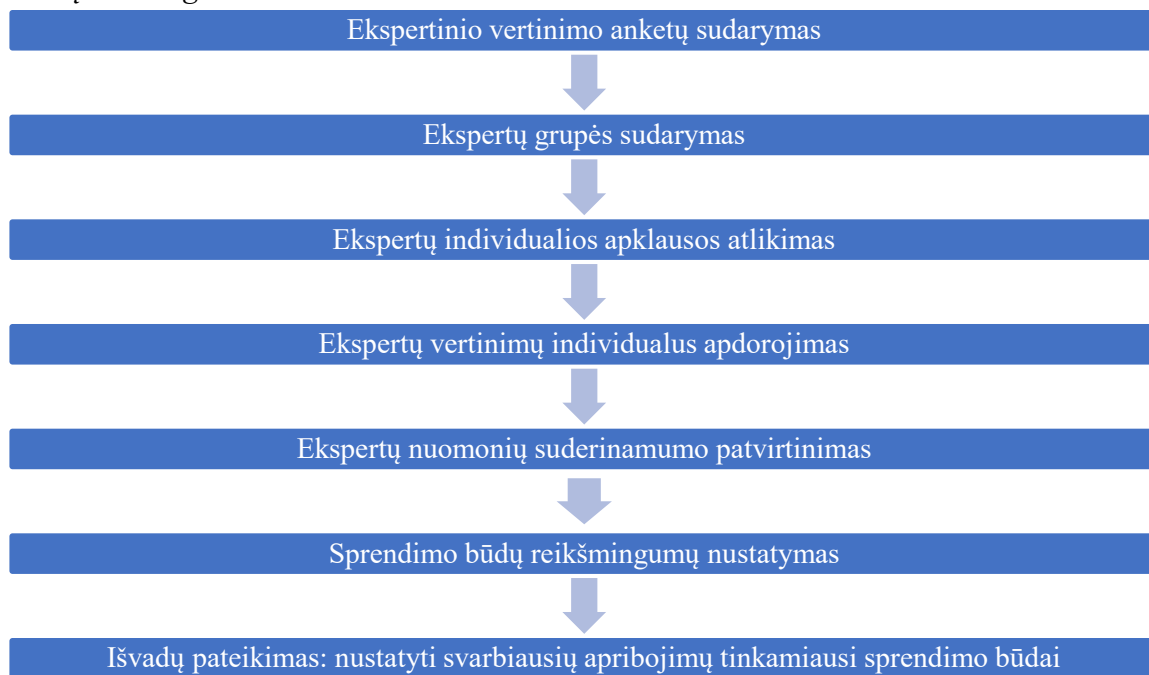 Ekspertinio vertinimo anketų sudarymas
Ekspertų grupės sudarymas
Ekspertų individualios apklausos atlikimas
Ekspertų vertinimų individualus apdorojimas
Ekspertų nuomonių suderinamumo patvirtinimas
Sprendimo būdų reikšmingumų nustatymas
Išvadų pateikimas: nustatyti svarbiausių apribojimų tinkamiausi sprendimo būdai